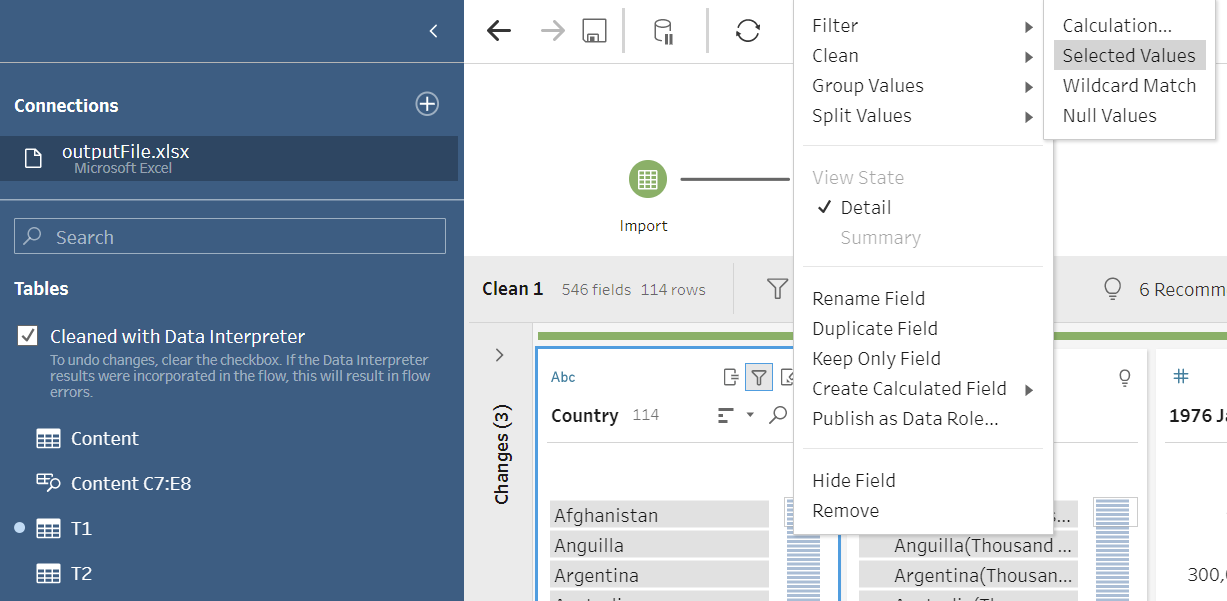 Connections
outputFile.xlsx
Microsoft Excel
Search
Tables
Cleaned with Data Interpreter
To undo changes, clear the checkbox. If the Data Interpreter
results were incorporated in the flow, this will result in flow
errors.
Content
Content C7:E8
T1
T2
Import
Filter
Clean
Group Values
Split Values
View State
Detail
Summary
Rename Field
Duplicate Field
Keep Only Field
Create Calculated Field
Publish as Data Role...
Hide Field
Remove
Calculation...
Selected Values
Wildcard Match
Null Values
Clean 1 546 fields 114 rows
6 Recomm
Changes (3)
Abc
Country 114
Afghanistan
Anguilla
Argentina
s...
Anguilla(Thousand ...
Argentina(Thousan...
#
1976 Ja
300,